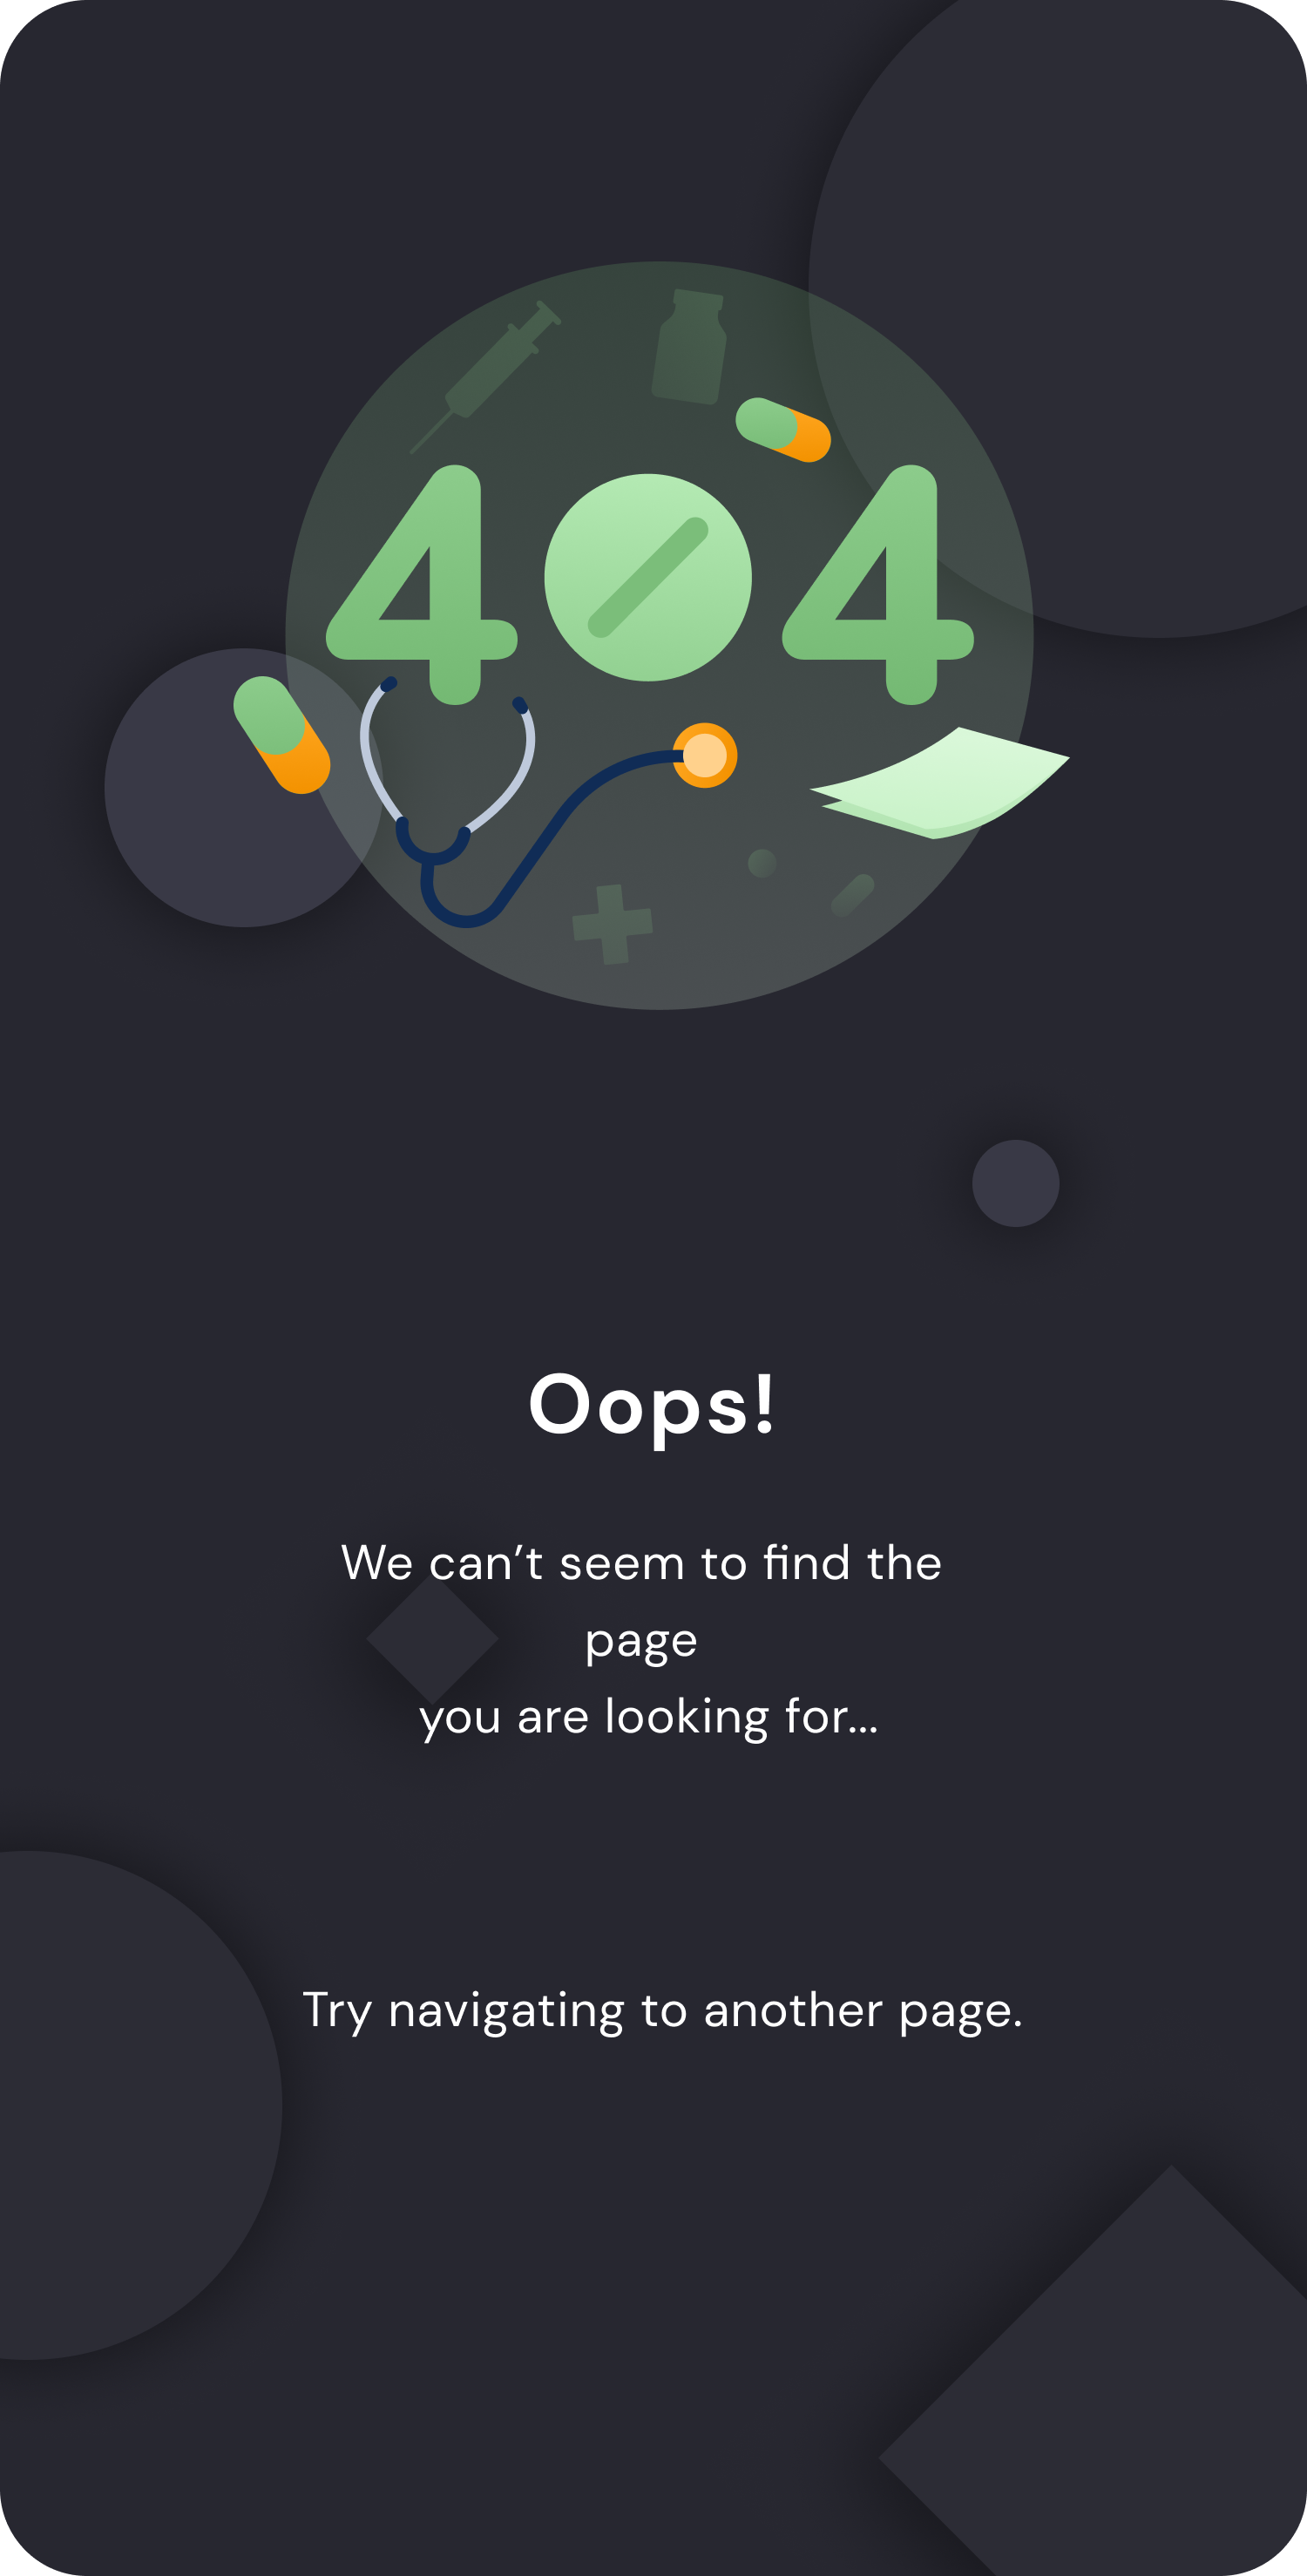 404
Oops!
We can’t seem to find the
page
you are looking for...
Try navigating to another page.